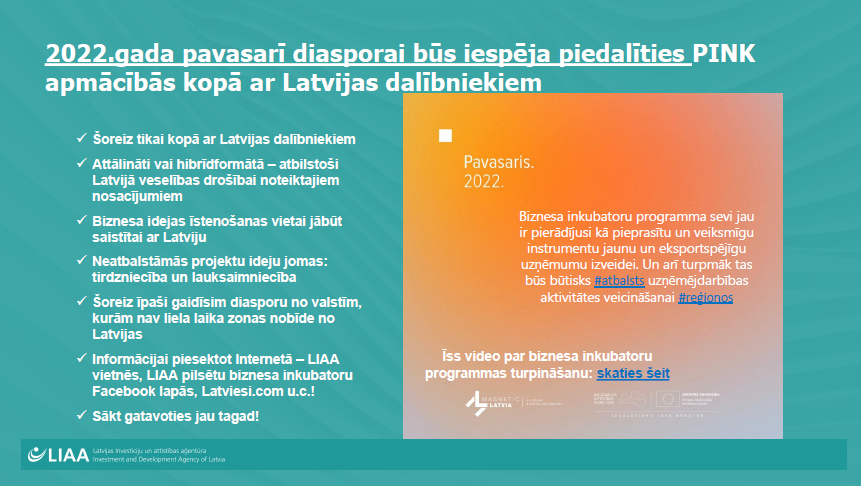 2022.gada pavasarī diasporai būs iespēja piedalīties PINK
apmācībās kopā ar Latvijas dalībniekiem
✓ Šoreiz tikai kopā ar Latvijas dalībniekiem
✓ Attālināti vai hibrīdformātā – atbilstoši
Latvijā veselības drošībai noteiktajiem
nosacījumiem
✓ Biznesa idejas īstenošanas vietai jābūt
saistītai ar Latviju
✓ Neatbalstāmās projektu ideju jomas:
tirdzniecība un lauksaimniecība
✓ Šoreiz īpaši gaidīsim diasporu no valstīm,
kurām nav liela laika zonas nobīde no
Latvijas
✓ Informācijai piesektot Internetā – LIAA
vietnēs, LIAA pilsētu biznesa inkubatoru
Facebook lapās, Latviesi.com u.c.!
✓ Sākt gatavoties jau tagad!
Pavasaris.
2022.
Biznesa inkubatoru programma sevi jau
ir pierādījusi kā pieprasītu un veiksmīgu
instrumentu jaunu un eksportspējīgu
uzņēmumu izveidei. Un arī turpmāk tas
būs būtisks #atbalsts uzņēmējdarbības
aktivitātes veicināšanai #reģionos
Īss video par biznesa inkubatoru
programmas turpināšanu: skaties šeit
MAGNETIC
LATVIA
LIAA
Latvijas Investīciju un attīstības aģentūra
Investment and Development Agency of Latvia